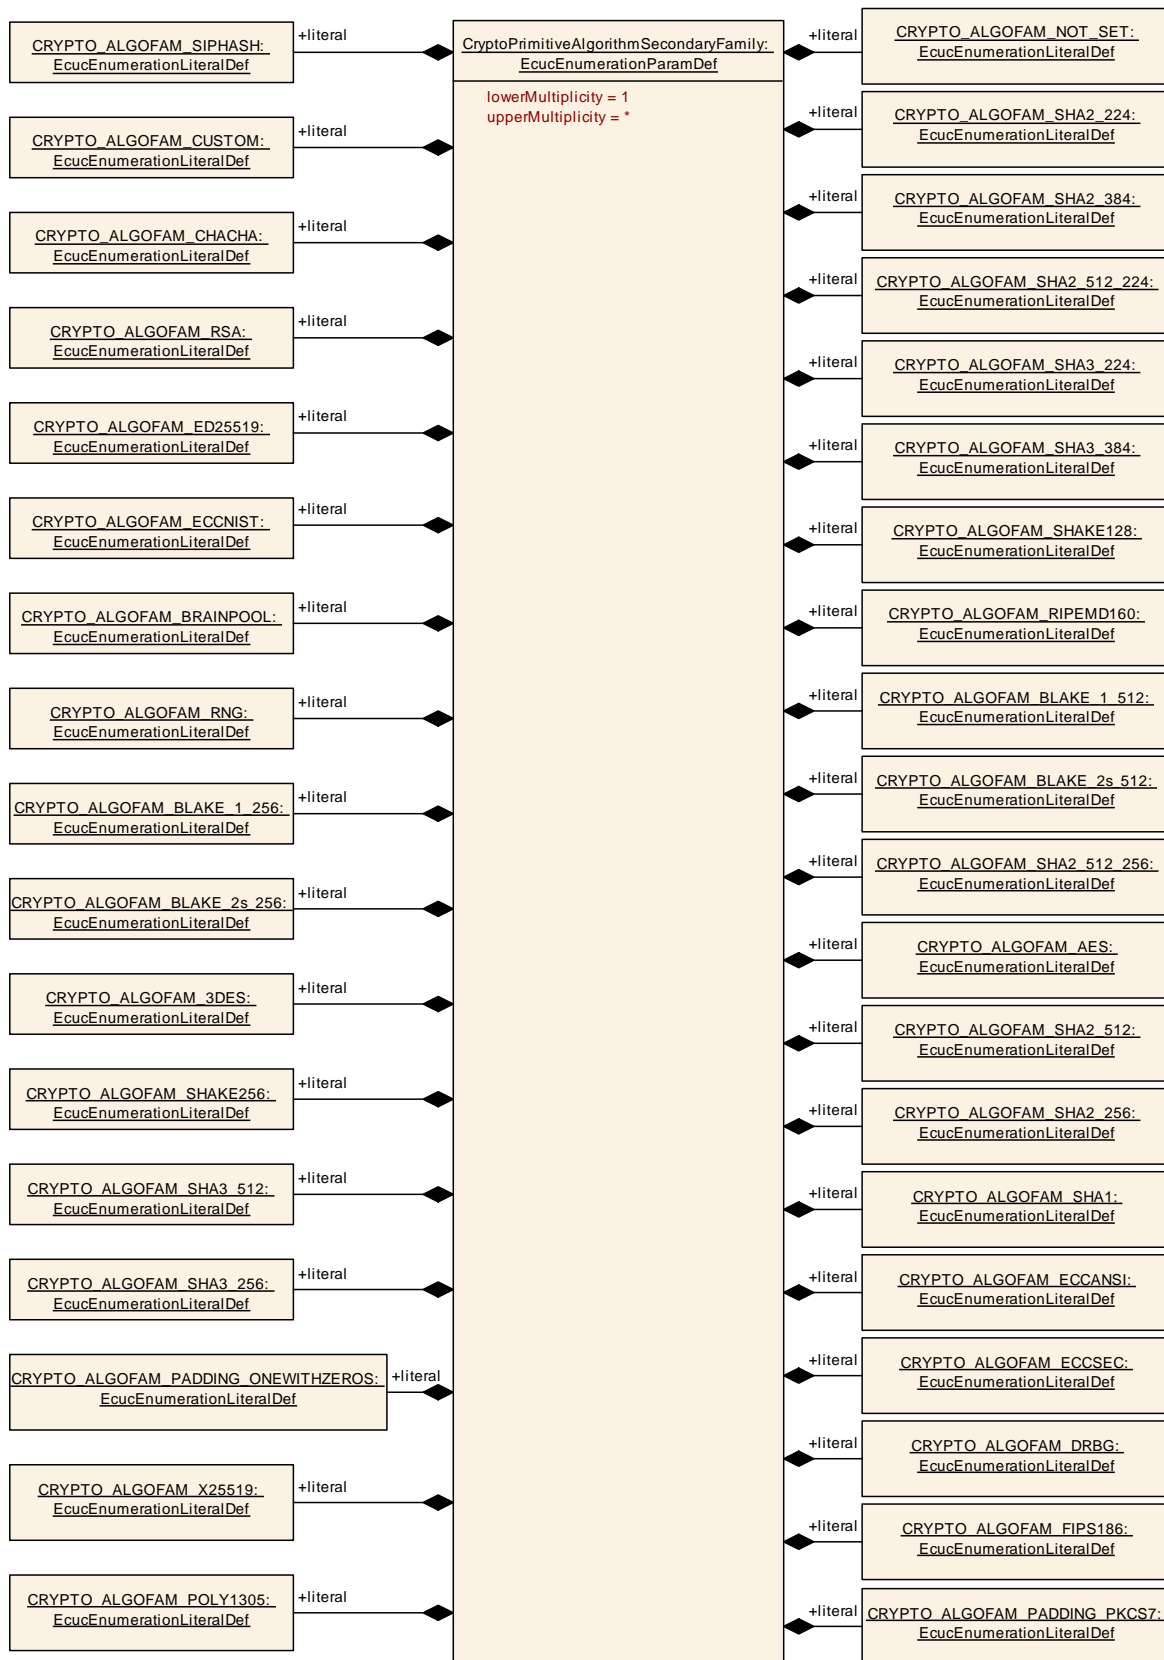 CRYPTO_ALGOFAM_SIPHASH:
EcucEnumerationLiteralDef
+literal
CRYPTO_ALGOFAM_CUSTOM:
EcucEnumerationLiteralDef
+literal
CRYPTO_ALGOFAM_CHACHA:
EcucEnumerationLiteralDef
+literal
CRYPTO_ALGOFAM_RSA:
EcucEnumerationLiteralDef
+literal
CRYPTO_ALGOFAM_ED25519:
EcucEnumerationLiteralDef
+literal
CRYPTO_ALGOFAM_ECCNIST:
EcucEnumerationLiteralDef
+literal
CRYPTO_ALGOFAM_BRAINPOOL:
EcucEnumerationLiteralDef
+literal
CRYPTO_ALGOFAM_RNG:
EcucEnumerationLiteralDef
+literal
CRYPTO_ALGOFAM_BLAKE_1_256:
EcucEnumerationLiteralDef
+literal
CRYPTO_ALGOFAM_BLAKE_2s_256:
EcucEnumerationLiteralDef
+literal
CRYPTO_ALGOFAM_3DES:
EcucEnumerationLiteralDef
+literal
CRYPTO_ALGOFAM_SHAKE256:
EcucEnumerationLiteralDef
+literal
CRYPTO_ALGOFAM_SHA3_512:
EcucEnumerationLiteralDef
+literal
CRYPTO_ALGOFAM_SHA3_256:
EcucEnumerationLiteralDef
+literal
CRYPTO_ALGOFAM_PADDING_ONEWITHZEROS:
EcucEnumerationLiteralDef
+literal
CRYPTO_ALGOFAM_X25519:
EcucEnumerationLiteralDef
+literal
CRYPTO_ALGOFAM_POLY1305:
EcucEnumerationLiteralDef
+literal
CryptoPrimitiveAlgorithmSecondaryFamily:
EcucEnumerationParamDef
lowerMultiplicity = 1
upperMultiplicity = *
+literal
CRYPTO_ALGOFAM_NOT_SET:
EcucEnumerationLiteralDef
+literal
CRYPTO_ALGOFAM_SHA2_224:
EcucEnumerationLiteralDef
+literal
CRYPTO_ALGOFAM_SHA2_384:
EcucEnumerationLiteralDef
+literal
CRYPTO_ALGOFAM_SHA2_512_224:
EcucEnumerationLiteralDef
+literal
CRYPTO_ALGOFAM_SHA3_224:
EcucEnumerationLiteralDef
+literal
CRYPTO_ALGOFAM_SHA3_384:
EcucEnumerationLiteralDef
+literal
CRYPTO_ALGOFAM_SHAKE128:
EcucEnumerationLiteralDef
+literal
CRYPTO_ALGOFAM_RIPEMD160:
EcucEnumerationLiteralDef
+literal
CRYPTO_ALGOFAM_BLAKE_1_512:
EcucEnumerationLiteralDef
+literal
CRYPTO_ALGOFAM_BLAKE_2s_512:
EcucEnumerationLiteralDef
+literal
CRYPTO_ALGOFAM_SHA2_512_256:
EcucEnumerationLiteralDef
+literal
CRYPTO_ALGOFAM_AES:
EcucEnumerationLiteralDef
+literal
CRYPTO_ALGOFAM_SHA2_512:
EcucEnumerationLiteralDef
+literal
CRYPTO_ALGOFAM_SHA2_256:
EcucEnumerationLiteralDef
+literal
CRYPTO_ALGOFAM_SHA1:
EcucEnumerationLiteralDef
+literal
CRYPTO_ALGOFAM_ECCANSI:
EcucEnumerationLiteralDef
+literal
CRYPTO_ALGOFAM_ECCSEC:
EcucEnumerationLiteralDef
+literal
CRYPTO_ALGOFAM_DRBG:
EcucEnumerationLiteralDef
+literal
CRYPTO_ALGOFAM_FIPS186:
EcucEnumerationLiteralDef
+literal
CRYPTO_ALGOFAM_PADDING_PKCS7:
EcucEnumerationLiteralDef